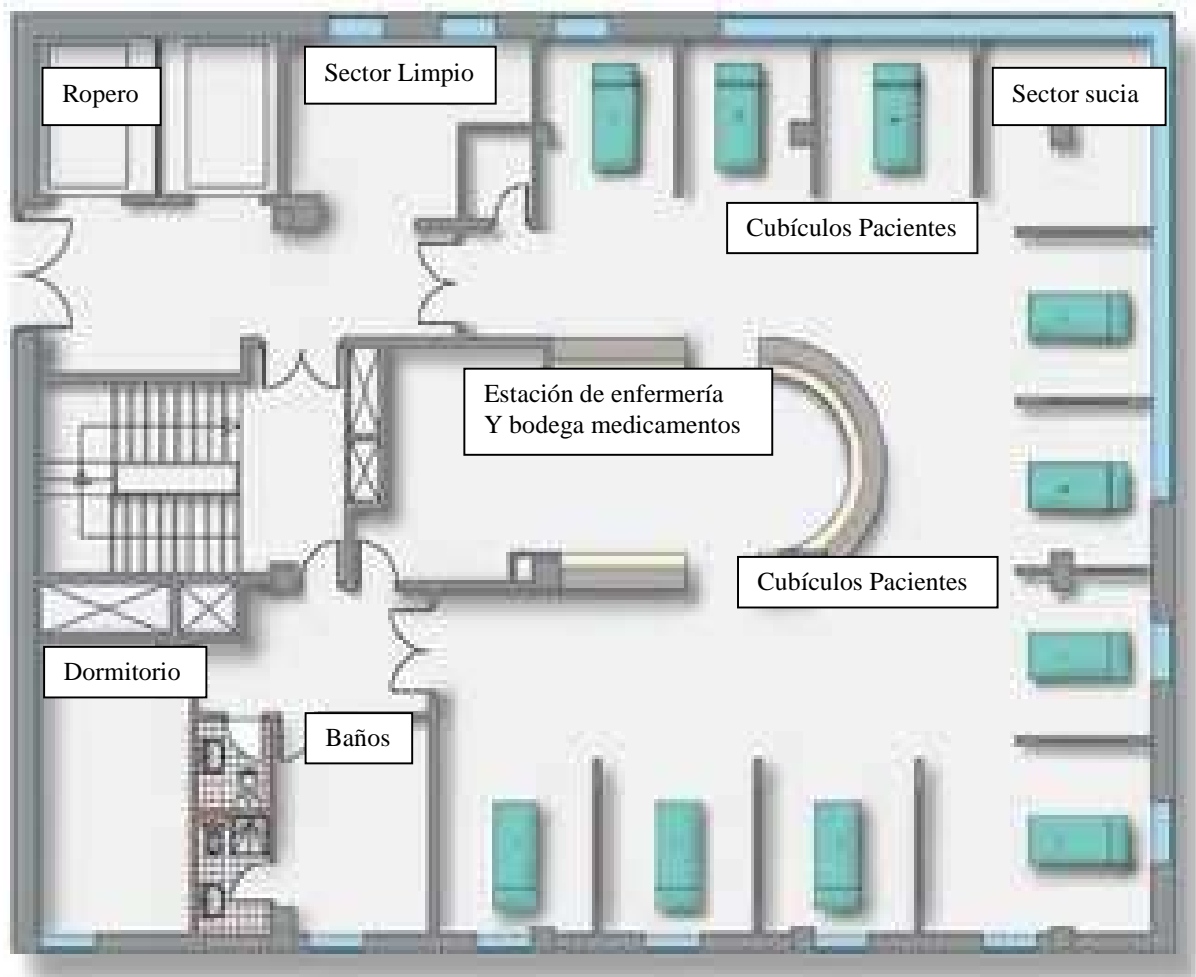 Ropero
Sector Limpio
Sector sucia
Cubículos Pacientes
Estación de enfermería
Y bodega medicamentos
Cubículos Pacientes
Dormitorio
Baños